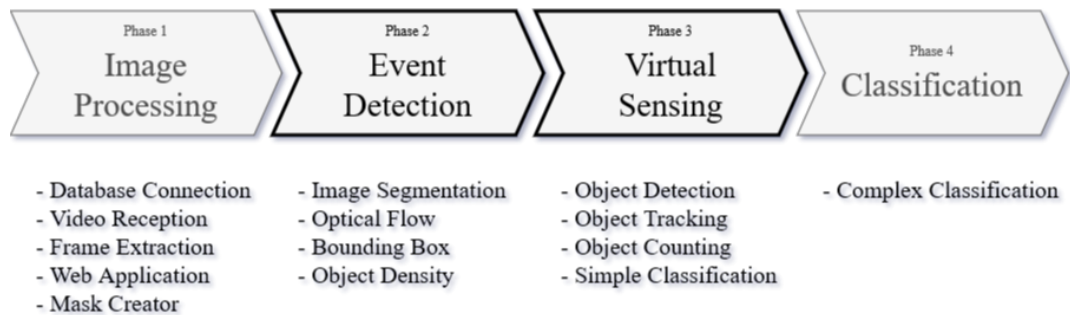 Phase 1
Image
Processing
Phase 2
Event
Detection
Phase 3
Virtual
Sensing
Phase 4
Classification
- Database Connection
- Video Reception
- Frame Extraction
- Web Application
- Mask Creator
- Image Segmentation
- Optical Flow
- Bounding Box
- Object Density
- Object Detection
- Object Tracking
- Object Counting
- Simple Classification
- Complex Classification